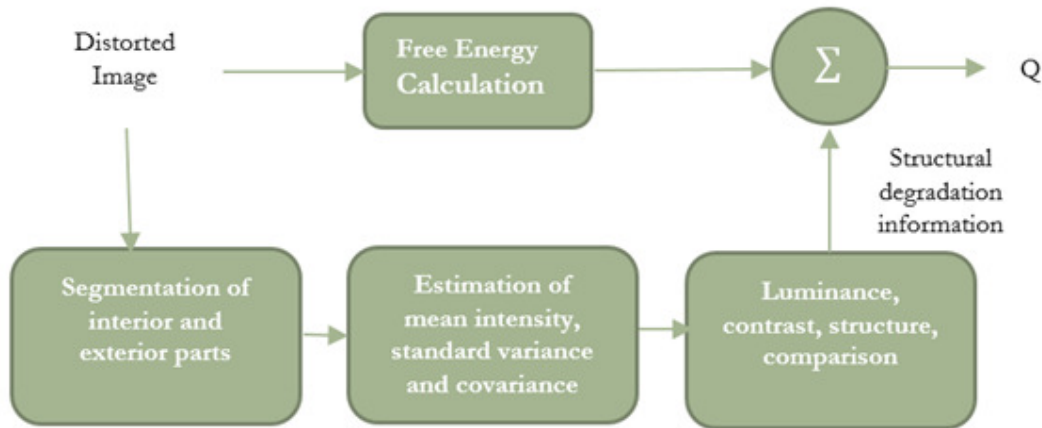 Distorted
Image
Free Energy
Calculation
Σ
Q
Structural
degradation
information
Segmentation of
interior and
exterior parts
Estimation of
mean intensity,
standard variance
and covariance
Luminance,
contrast, structure,
comparison